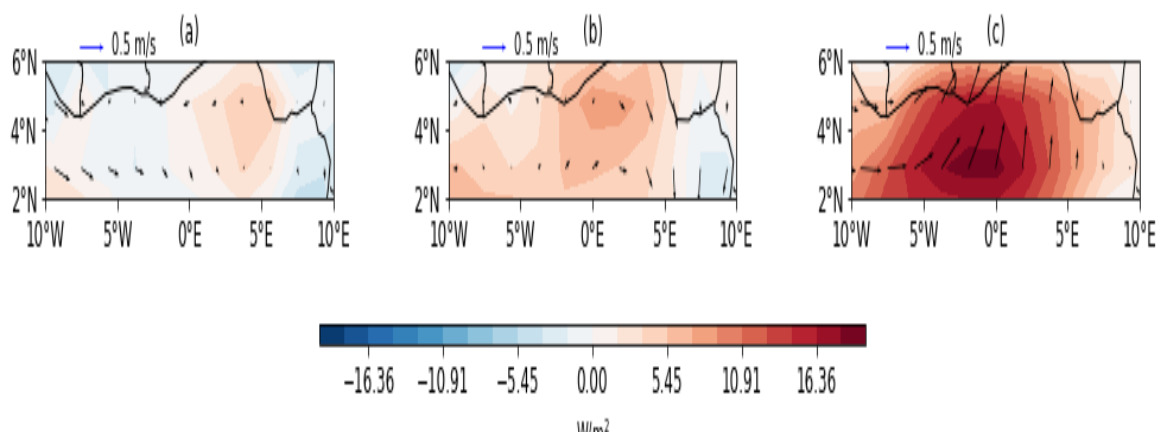 (a) (b) (c)
0.5 m/s 0.5 m/s 0.5 m/s
6°N 6°N 6°N
4°N 4°N 4°N
2°N 2°N 2°N
10°W 5°W 0°E 5°E 10°E 10°W 5°W 0°E 5°E 10°E 10°W 5°W 0°E 5°E 10°E
−16.36 −10.91 −5.45 0.00 5.45 10.91 16.36
W/m²